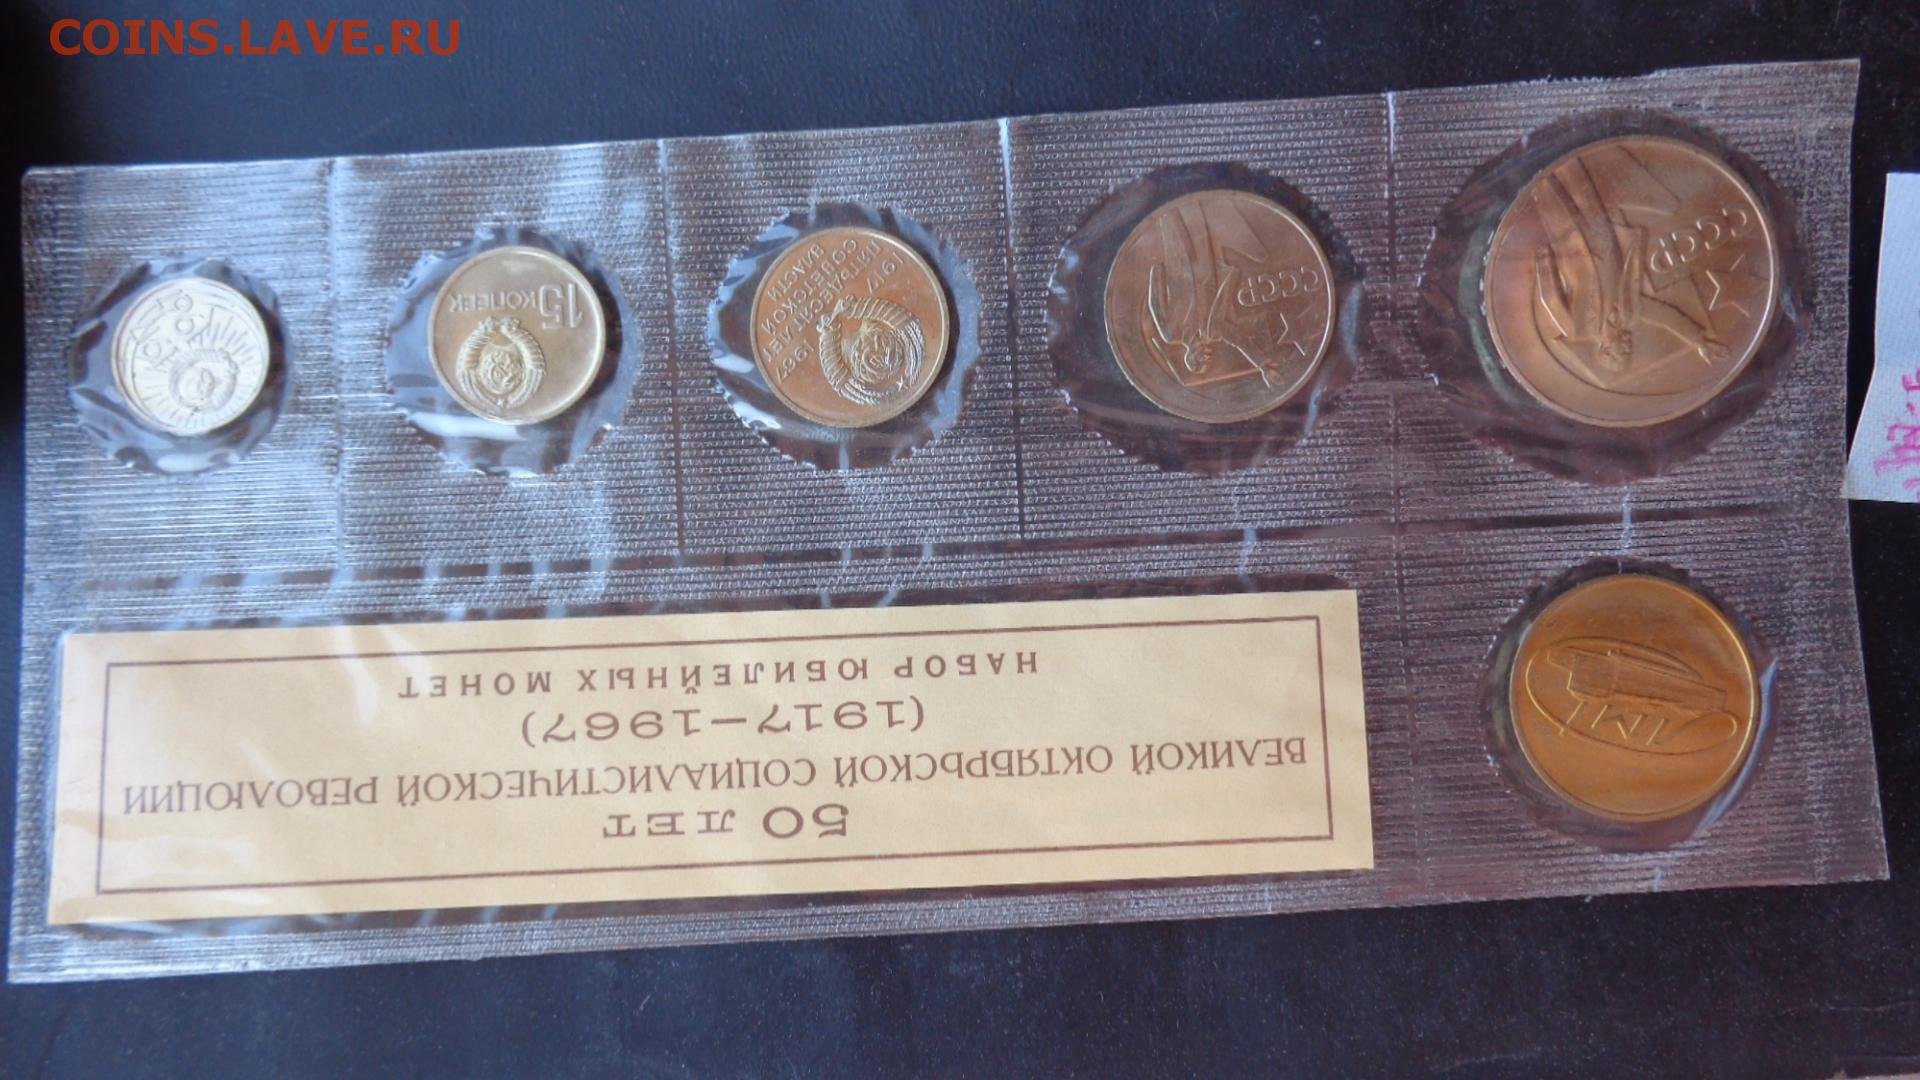 COINS.LAVE.RU
15
КОПЕЕК
1917
ПЯТЬДЕСЯТ ЛЕТ
СОВЕТСКОЙ
ВЛАСТИ
1967
СССР
СССР
ЛМД
50 ЛЕТ
ВЕЛИКОЙ ОКТЯБРЬСКОЙ СОЦИАЛИСТИЧЕСКОЙ РЕВОЛЮЦИИ
(1917—1967)
НАБОР ЮБИЛЕЙНЫХ МОНЕТ